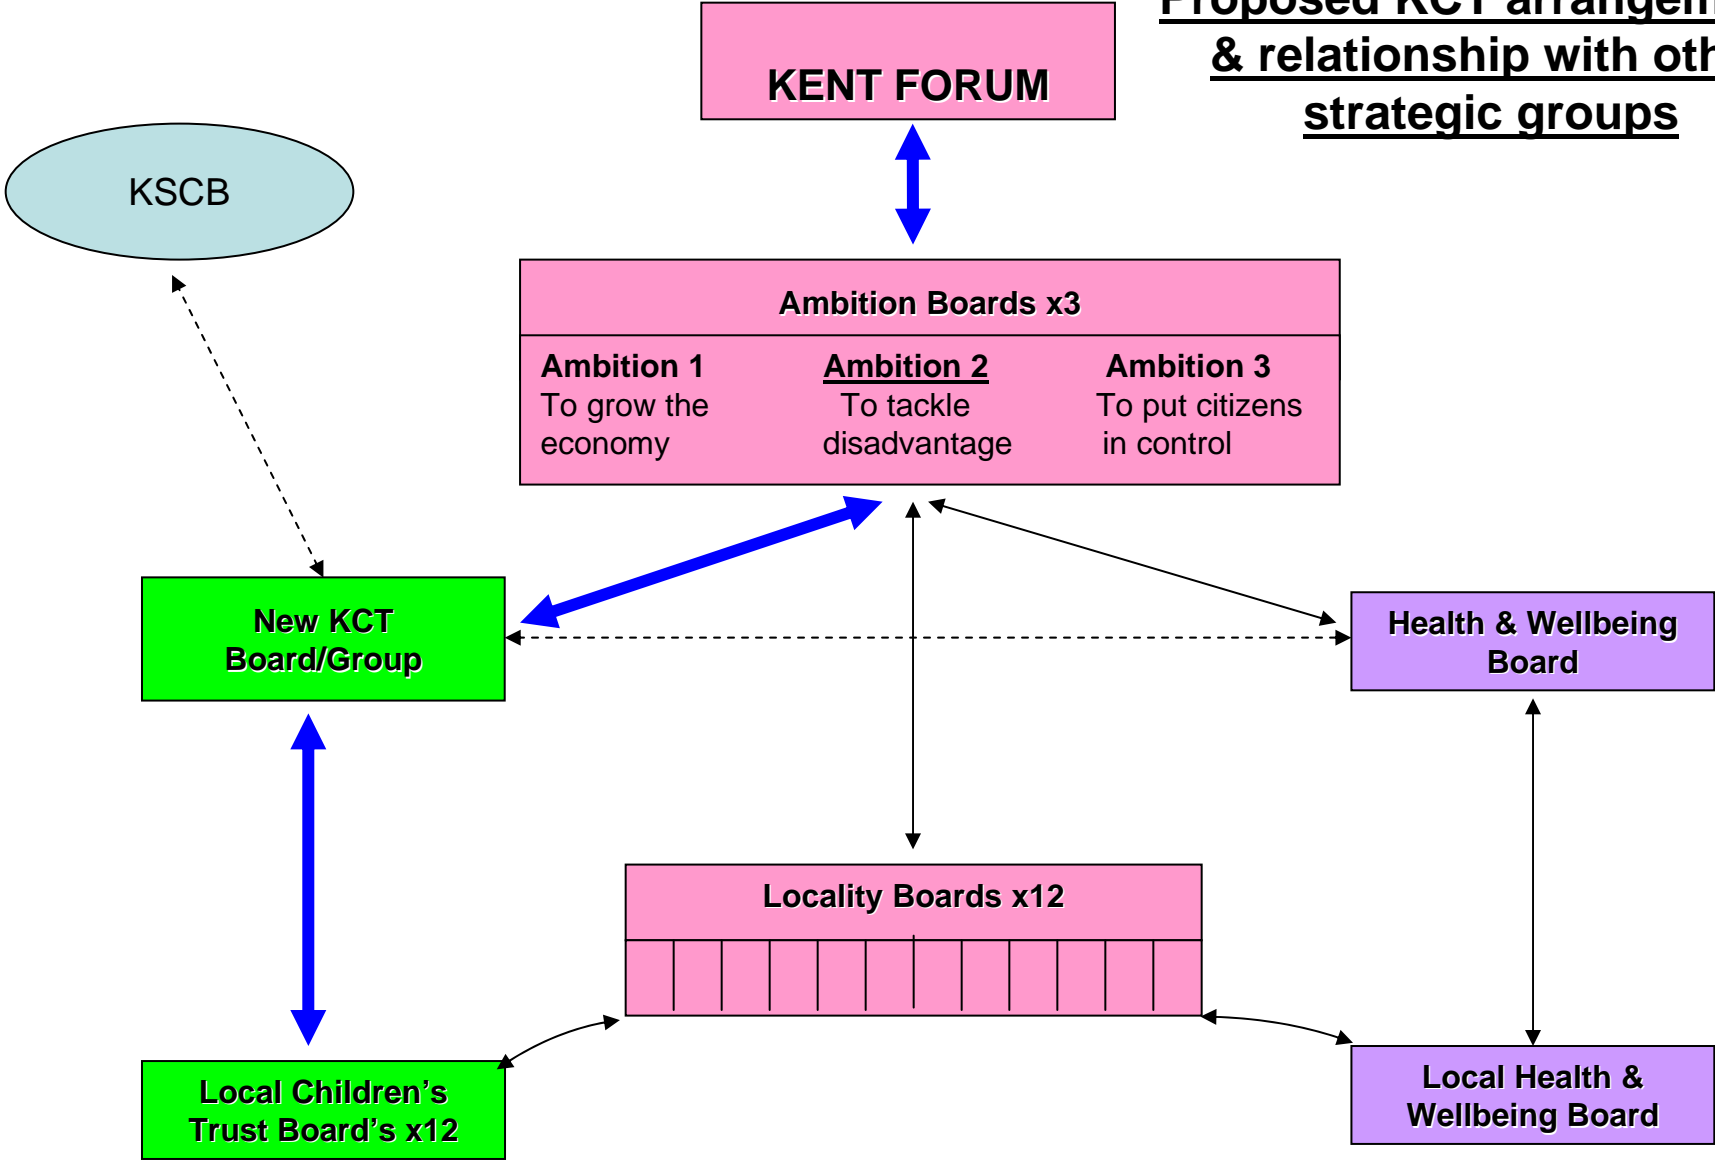 & relationship with
strategic groups
KENT FORUM
KSCB
Ambition Boards x3
Ambition 1
To grow the
economy
Ambition 2
To tackle
disadvantage
Ambition 3
To put citizens
in control
New KCT
Board/Group
Health & Wellbeing
Board
Locality Boards x12
Local Children’s
Trust Board’s x12
Local Health &
Wellbeing Board